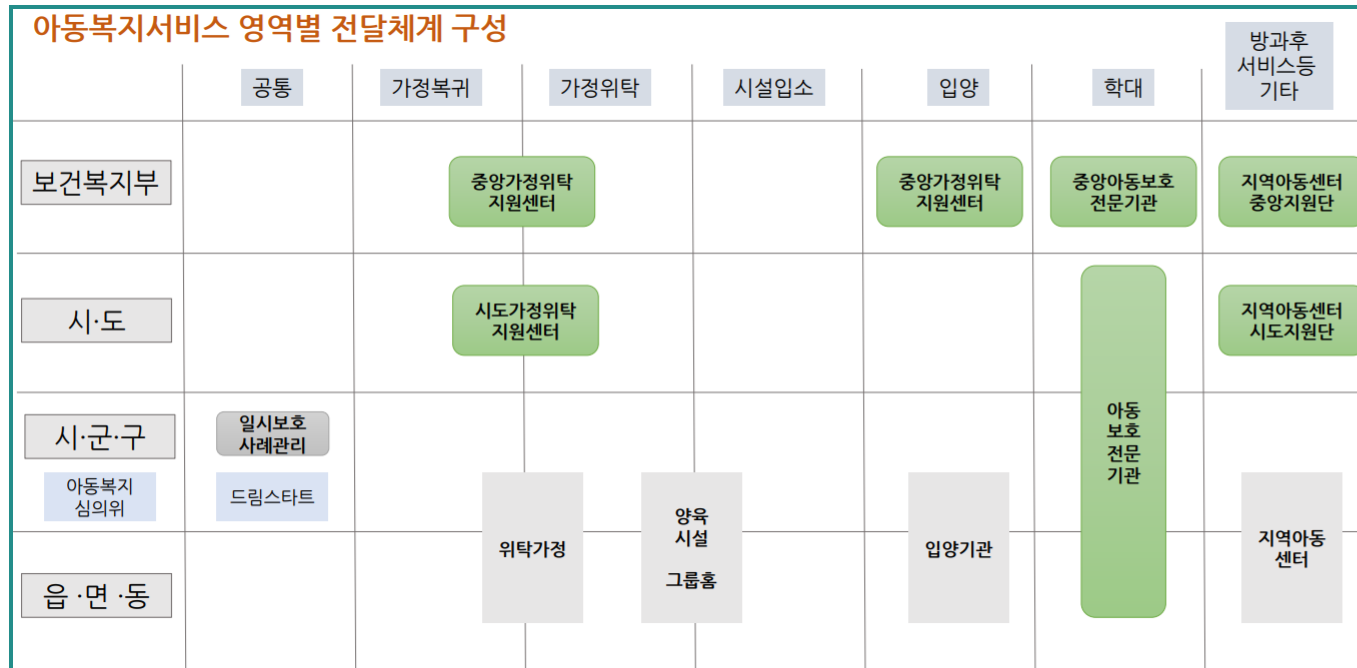 아동복지서비스 영역별 전달체계 구성
공통
가정복귀
가정위탁
시설입소
입양
학대
방과후
서비스등
기타
보건복지부
중앙가정위탁
지원센터
중앙가정위탁
지원센터
중앙아동보호
전문기관
지역아동센터
중앙지원단
시·도
시도가정위탁
지원센터
지역아동센터
시도지원단
시·군·구
일시보호
사례관리
아동
보호
전문
기관
아동복지
심의위
드림스타트
위탁가정
양육
시설
그룹홈
입양기관
지역아동
센터
읍 ·면 ·동